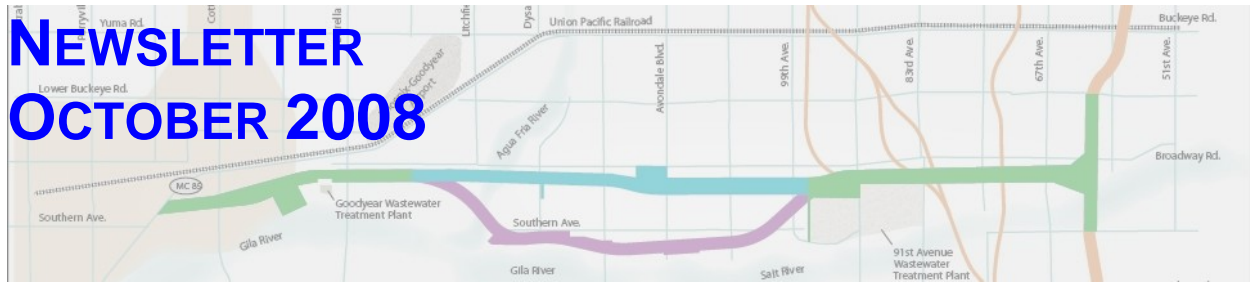 NEWSLETTER
OCTOBER 2008
Yuma Rd.
Union Pacific Railroad
Buckeye Rd.
Lower Buckeye Rd.
Avondale Blvd.
99th Ave.
83rd Ave.
67th Ave.
51st Ave.
Agua Fria River
Broadway Rd.
MC 85
Goodyear Wastewater
Treatment Plant
Southern Ave.
Southern Ave.
Gila River
Gila River
Salt River
91st Avenue
Wastewater
Treatment Plant